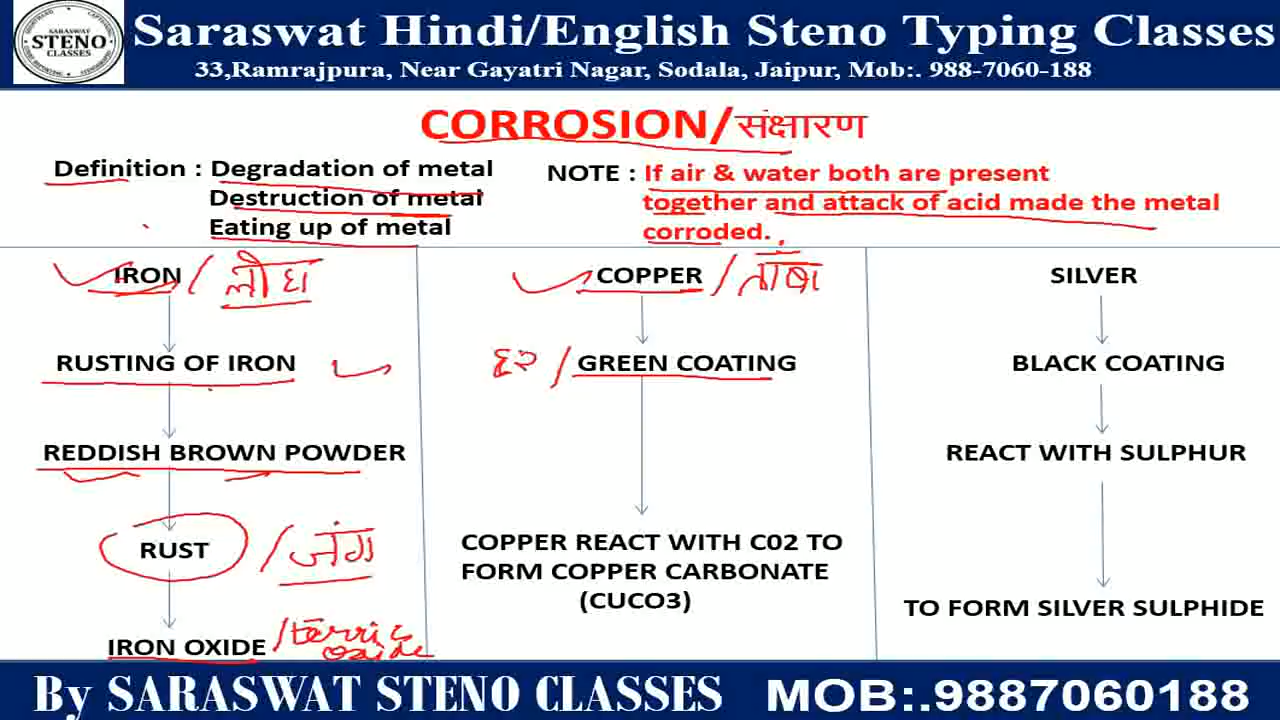 SARASWAT
STENO
CLASSES
Saraswat Hindi/English Steno Typing Classes
33,Ramrajpura, Near Gayatri Nagar, Sodala, Jaipur, Mob:. 988-7060-188
CORROSION/संक्षारण
Definition : Degradation of metal
Destruction of metal
Eating up of metal
NOTE : If air & water both are present
together and attack of acid made the metal
corroded.
IRON / लोघा
RUSTING OF IRON
REDDISH BROWN POWDER
RUST / जंग
IRON OXIDE / ferric
oxide
COPPER / तांबा
हरा / GREEN COATING
COPPER REACT WITH C02 TO
FORM COPPER CARBONATE
(CUCO3)
SILVER
BLACK COATING
REACT WITH SULPHUR
TO FORM SILVER SULPHIDE
By SARASWAT STENO CLASSES
MOB:.9887060188